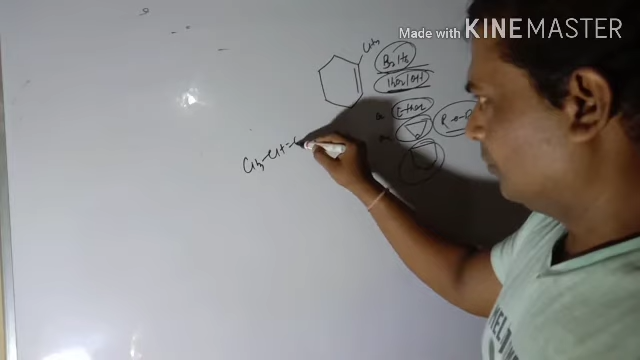 Made with KINEMASTER
CH₃
B₂H₆
H₂O₂/OH
Ether
R-O-R
CH₃-CH=